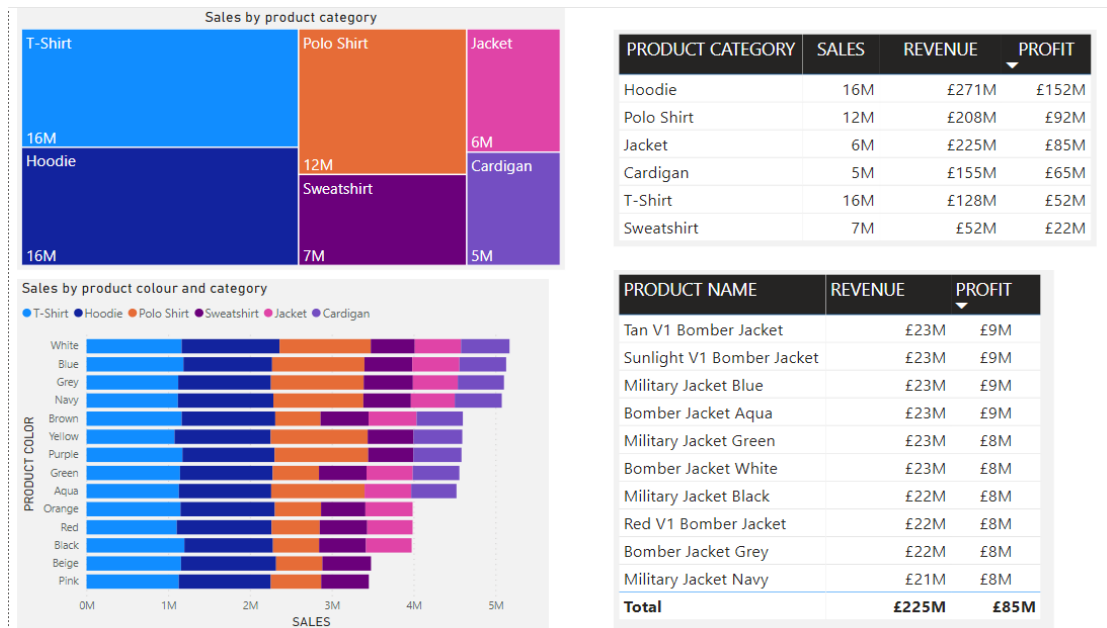 Sales by product category
T-Shirt
16M
Hoodie
16M
Polo Shirt
12M
Sweatshirt
7M
Jacket
6M
Cardigan
5M
PRODUCT CATEGORY SALES REVENUE PROFIT
Hoodie 16M £271M £152M
Polo Shirt 12M £208M £92M
Jacket 6M £225M £85M
Cardigan 5M £155M £65M
T-Shirt 16M £128M £52M
Sweatshirt 7M £52M £22M
Sales by product colour and category
T-Shirt Hoodie Polo Shirt Sweatshirt Jacket Cardigan
PRODUCT COLOR
White
Blue
Grey
Navy
Brown
Yellow
Purple
Green
Aqua
Orange
Red
Black
Beige
Pink
0M 1M 2M 3M 4M 5M
SALES
PRODUCT NAME REVENUE PROFIT
Tan V1 Bomber Jacket £23M £9M
Sunlight V1 Bomber Jacket £23M £9M
Military Jacket Blue £23M £9M
Bomber Jacket Aqua £23M £9M
Military Jacket Green £23M £8M
Bomber Jacket White £23M £8M
Military Jacket Black £22M £8M
Red V1 Bomber Jacket £22M £8M
Bomber Jacket Grey £22M £8M
Military Jacket Navy £21M £8M
Total £225M £85M